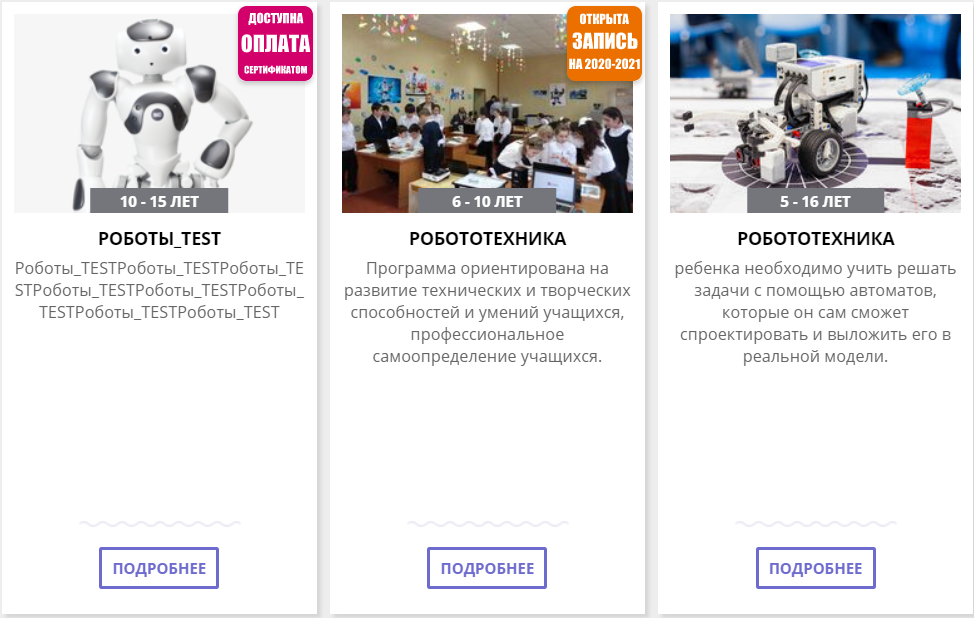 ДОСТУПНА
ОПЛАТА
СЕРТИФИКАТОМ
10 - 15 ЛЕТ
РОБОТЫ_TEST
Роботы_TESTРоботы_TESTРоботы_TE
STРоботы_TESTРоботы_TESTРоботы_
TESTРоботы_TESTРоботы_TEST
ПОДРОБНЕЕ
ОТКРЫТА
ЗАПИСЬ
НА 2020-2021
6 - 10 ЛЕТ
РОБОТОТЕХНИКА
Программа ориентирована на
развитие технических и творческих
способностей и умений учащихся,
профессиональное
самоопределение учащихся.
ПОДРОБНЕЕ
5 - 16 ЛЕТ
РОБОТОТЕХНИКА
ребенка необходимо учить решать
задачи с помощью автоматов,
которые он сам сможет
спроектировать и выложить его в
реальной модели.
ПОДРОБНЕЕ